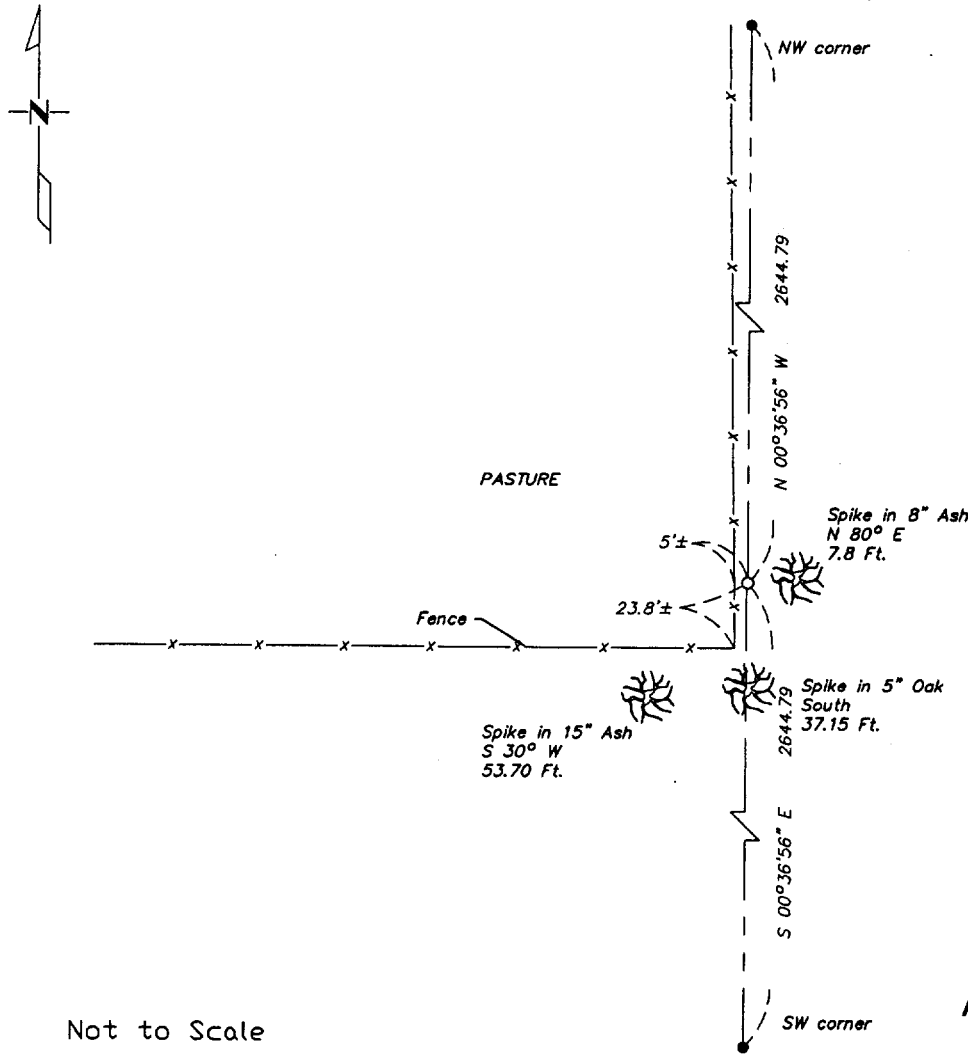 NW corner
N
2644.79
N 00°36'56" W
PASTURE
Spike in 8" Ash
N 80° E
7.8 Ft.
5'±
23.8'±
Fence
Spike in 5" Oak
South
37.15 Ft.
Spike in 15" Ash
S 30° W
53.70 Ft.
2644.79
S 00°36'56" E
SW corner
Not to Scale